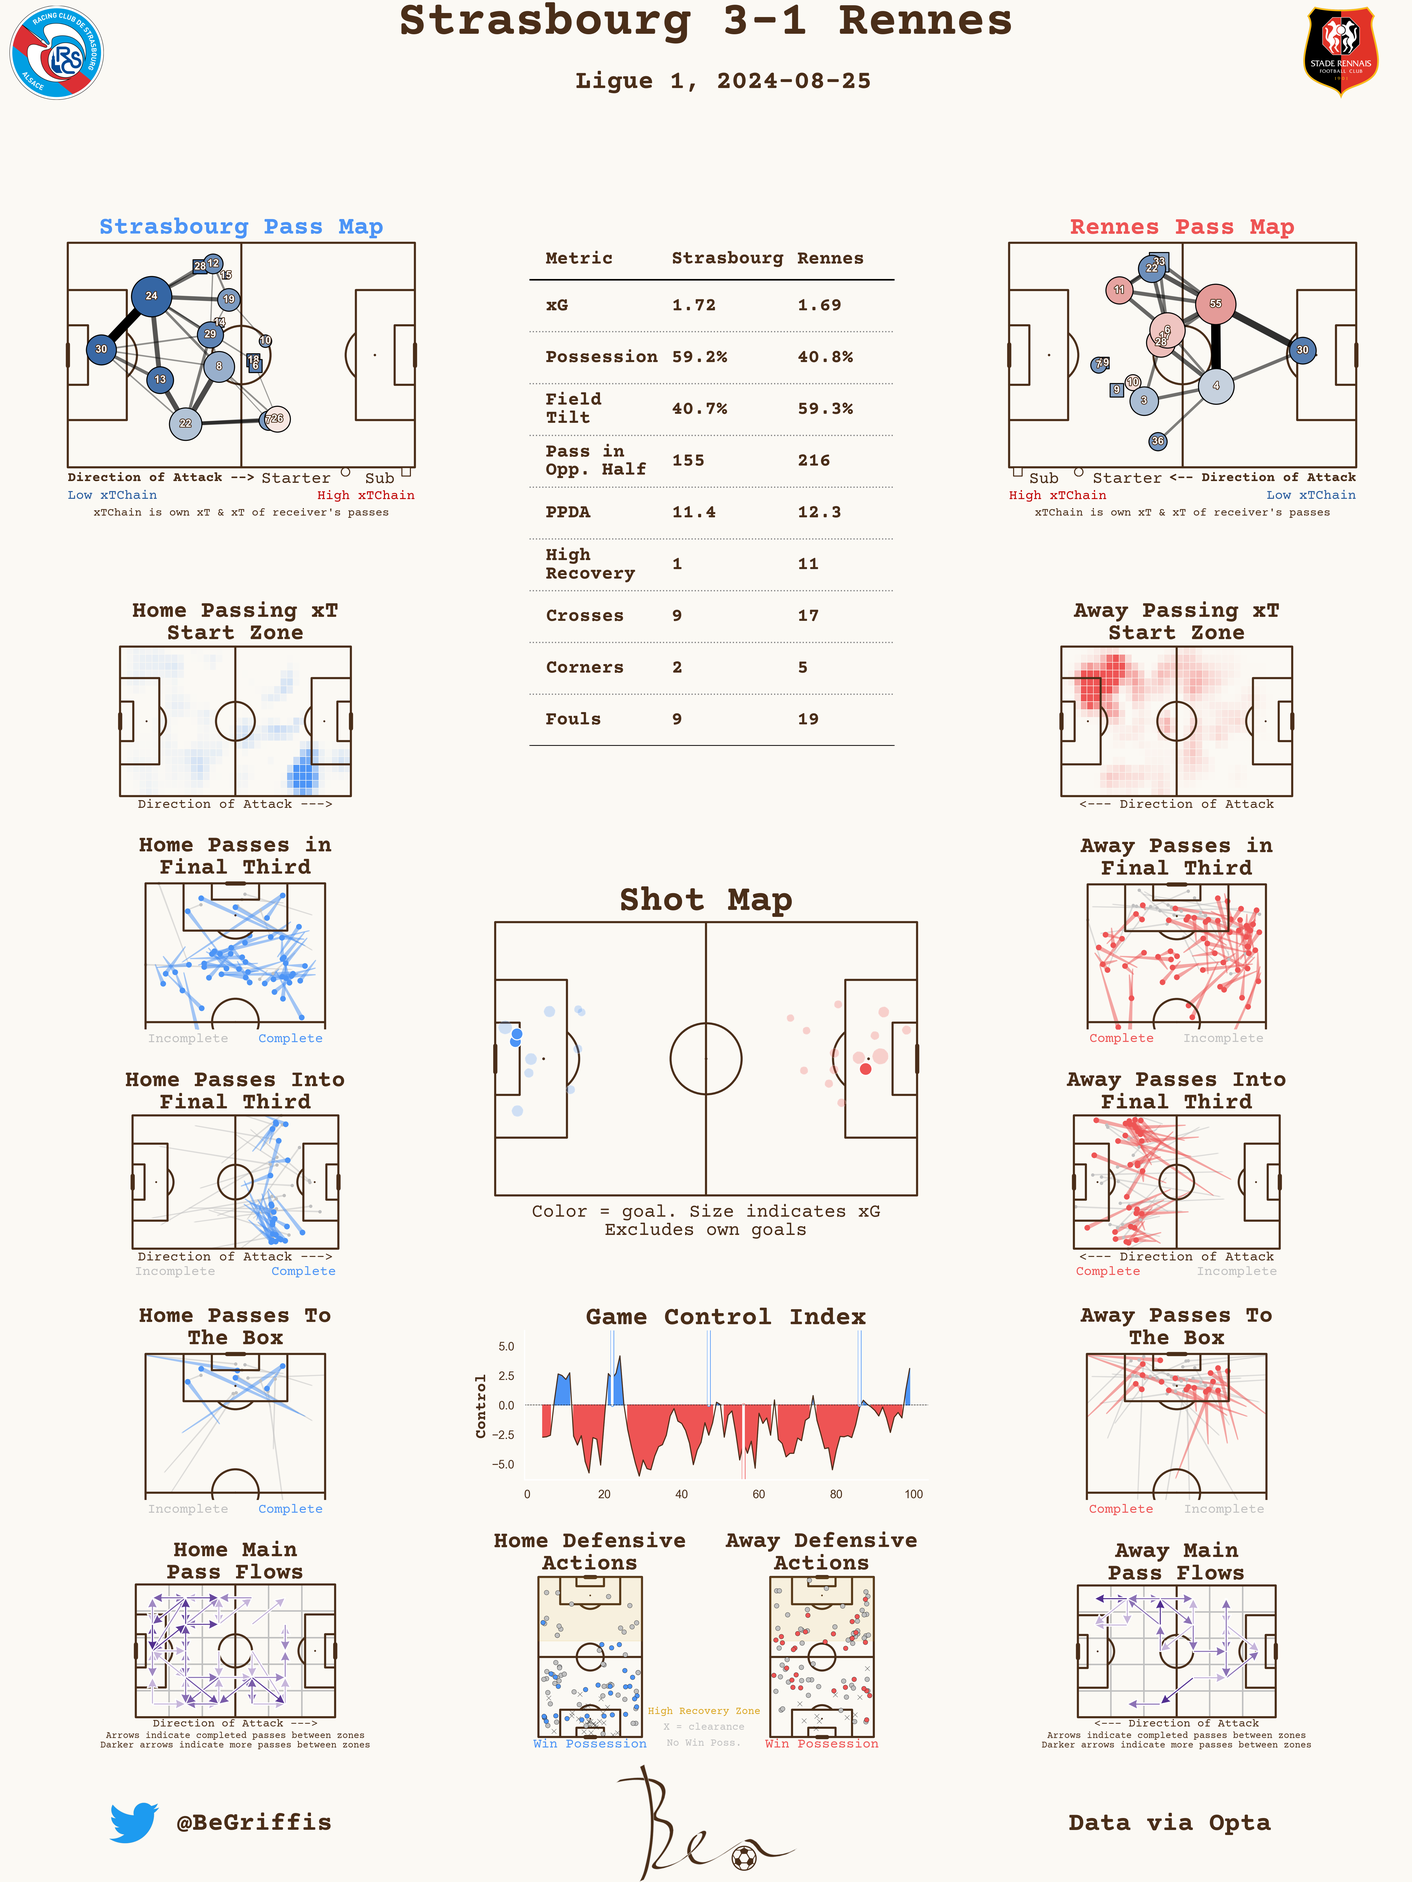 Strasbourg 3-1 Rennes
Ligue 1, 2024-08-25
RACING CLUB DE STRASBOURG
ALSACE
RCS
STADE RENNAIS
FOOTBALL CLUB
1901
Strasbourg Pass Map
24
28
12
15
19
14
29
30
10
18
6
8
13
22
7
26
Direction of Attack --> Starter Sub
Low xTChain High xTChain
xTChain is own xT & xT of receiver's passes
Metric Strasbourg Rennes
xG 1.72 1.69
Possession 59.2% 40.8%
Field
Tilt 40.7% 59.3%
Pass in
Opp. Half 155 216
PPDA 11.4 12.3
High
Recovery 1 11
Crosses 9 17
Corners 2 5
Fouls 9 19
Rennes Pass Map
33
22
11
55
6
28
30
10
9
4
3
36
Sub Starter <-- Direction of Attack
High xTChain Low xTChain
xTChain is own xT & xT of receiver's passes
Home Passing xT
Start Zone
Direction of Attack --->
Away Passing xT
Start Zone
<--- Direction of Attack
Home Passes in
Final Third
Incomplete Complete
Away Passes in
Final Third
Complete Incomplete
Shot Map
Color = goal. Size indicates xG
Excludes own goals
Home Passes Into
Final Third
Direction of Attack --->
Incomplete Complete
Away Passes Into
Final Third
<--- Direction of Attack
Complete Incomplete
Home Passes To
The Box
Incomplete Complete
Game Control Index
Control
5.0
2.5
0.0
−2.5
−5.0
0 20 40 60 80 100
Away Passes To
The Box
Complete Incomplete
Home Main
Pass Flows
Direction of Attack --->
Arrows indicate completed passes between zones
Darker arrows indicate more passes between zones
Home Defensive
Actions
Win Possession
Away Defensive
Actions
Win Possession
High Recovery Zone
X = clearance
No Win Poss.
Away Main
Pass Flows
<--- Direction of Attack
Arrows indicate completed passes between zones
Darker arrows indicate more passes between zones
@BeGriffis
Ben
Data via Opta